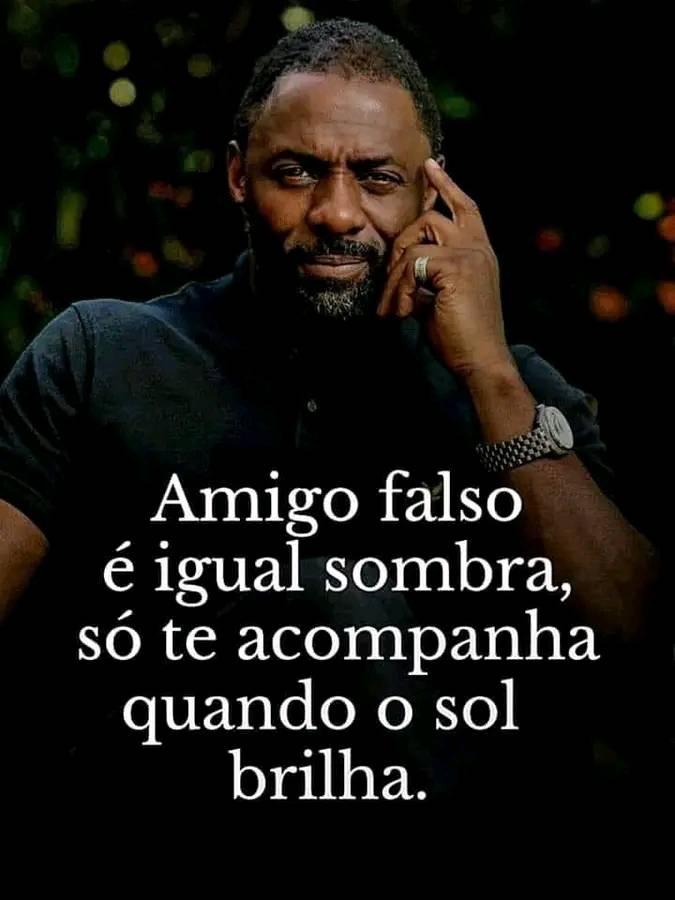 Amigo falso
é igual sombra,
só te acompanha
quando o sol
brilha.